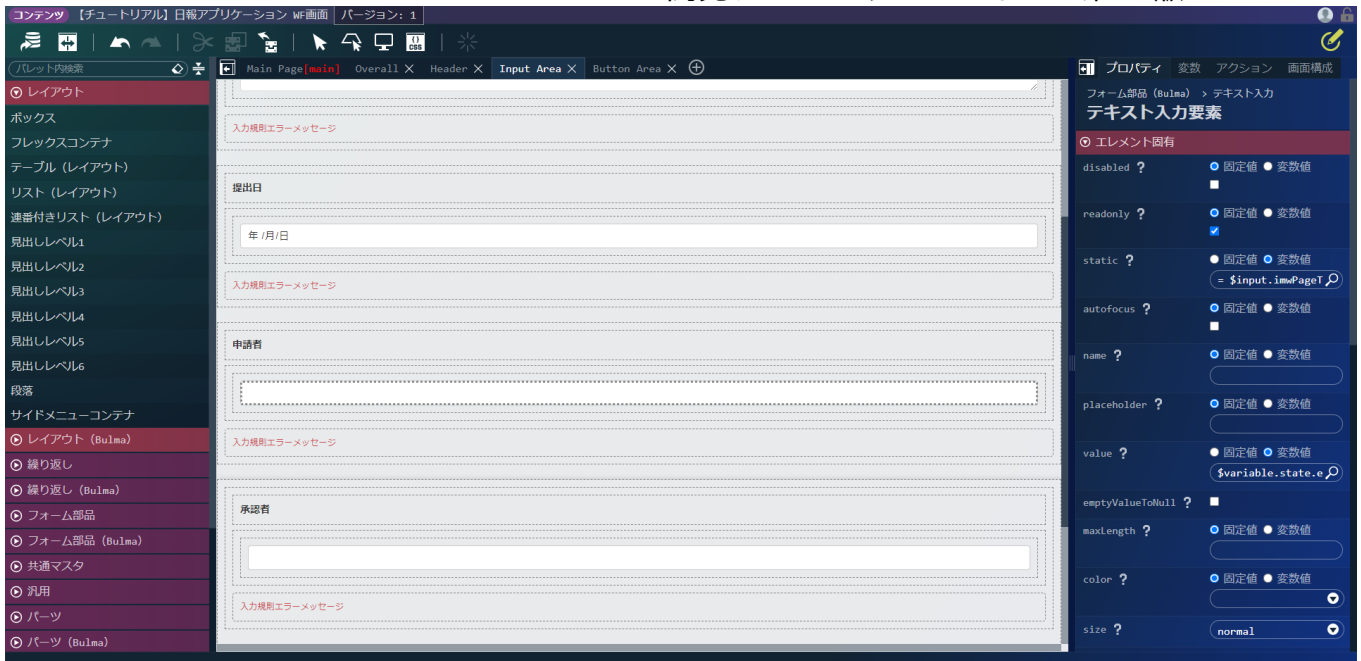 コンテンツ 【チュートリアル】日報アプリケーション WF画面 バージョン: 1
パレット内検索
Main Page[main] Overall Header Input Area Button Area
プロパティ 変数 アクション 画面構成
レイアウト
ボックス
フレックスコンテナ
テーブル (レイアウト)
リスト (レイアウト)
連番付きリスト (レイアウト)
見出しレベル1
見出しレベル2
見出しレベル3
見出しレベル4
見出しレベル5
見出しレベル6
段落
サイドメニューコンテナ
レイアウト (Bulma)
繰り返し
繰り返し (Bulma)
フォーム部品
フォーム部品 (Bulma)
共通マスタ
汎用
パーツ
パーツ (Bulma)
入力規則エラーメッセージ
提出日
年 /月/日
入力規則エラーメッセージ
申請者
入力規則エラーメッセージ
承認者
入力規則エラーメッセージ
フォーム部品 (Bulma) > テキスト入力
テキスト入力要素
エレメント固有
disabled ? 固定値 変数値
readonly ? 固定値 変数値
static ? 固定値 変数値
= $input.imwPageT
autofocus ? 固定値 変数値
name ? 固定値 変数値
placeholder ? 固定値 変数値
value ? 固定値 変数値
$variable.state.e
emptyValueToNull ?
maxLength ? 固定値 変数値
color ? 固定値 変数値
size ? normal